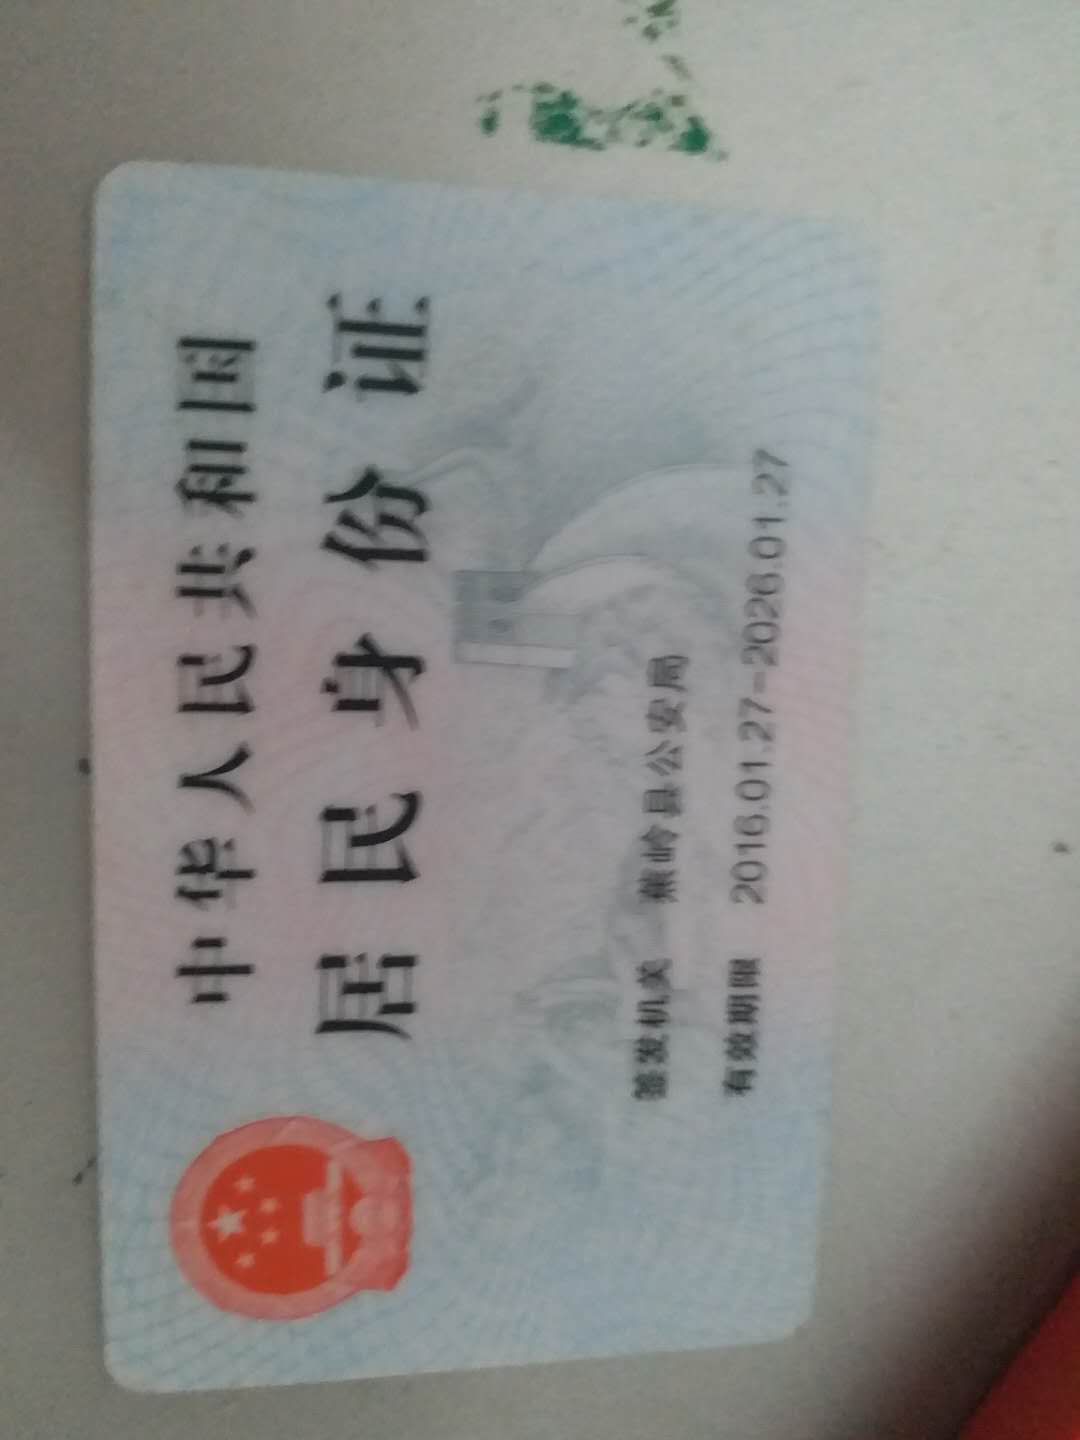 中华人民共和国
居民身份证
签发机关 蕉岭县公安局
有效期限 2016.01.27-2026.01.27